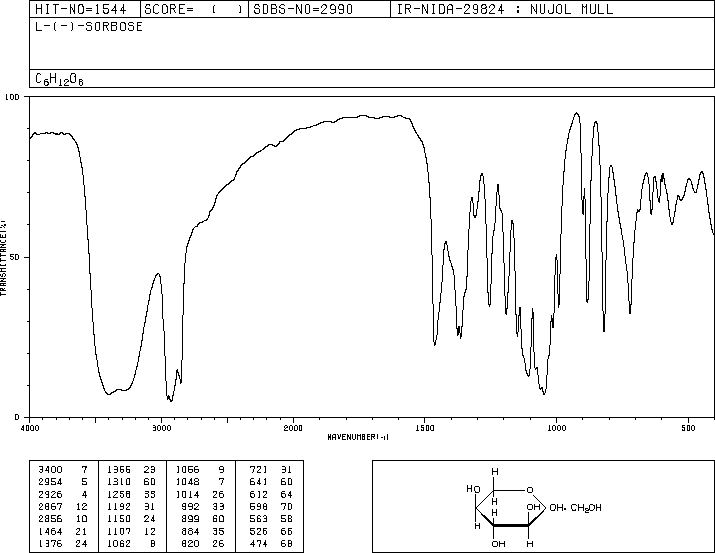 HIT-NO=1544 SCORE= ( ) SDBS-NO=2990 IR-NIDA-29824 : NUJOL MULL
L-(-)-SORBOSE
C6H12O6
100
TRANSMITTANCE(%)
50
0
4000 3000 2000 1500 1000 500
WAVENUMBER(-1)
3400 7 1366 29 1066 9 721 31
2954 5 1310 60 1048 7 641 60
2926 4 1258 35 1014 26 612 64
2867 12 1192 31 992 33 598 70
2856 10 1150 24 899 60 563 58
1464 21 1107 12 884 35 526 66
1376 24 1062 8 820 26 474 68
H
HO
O
H
OH
OH
CH2OH
H
H
OH
H